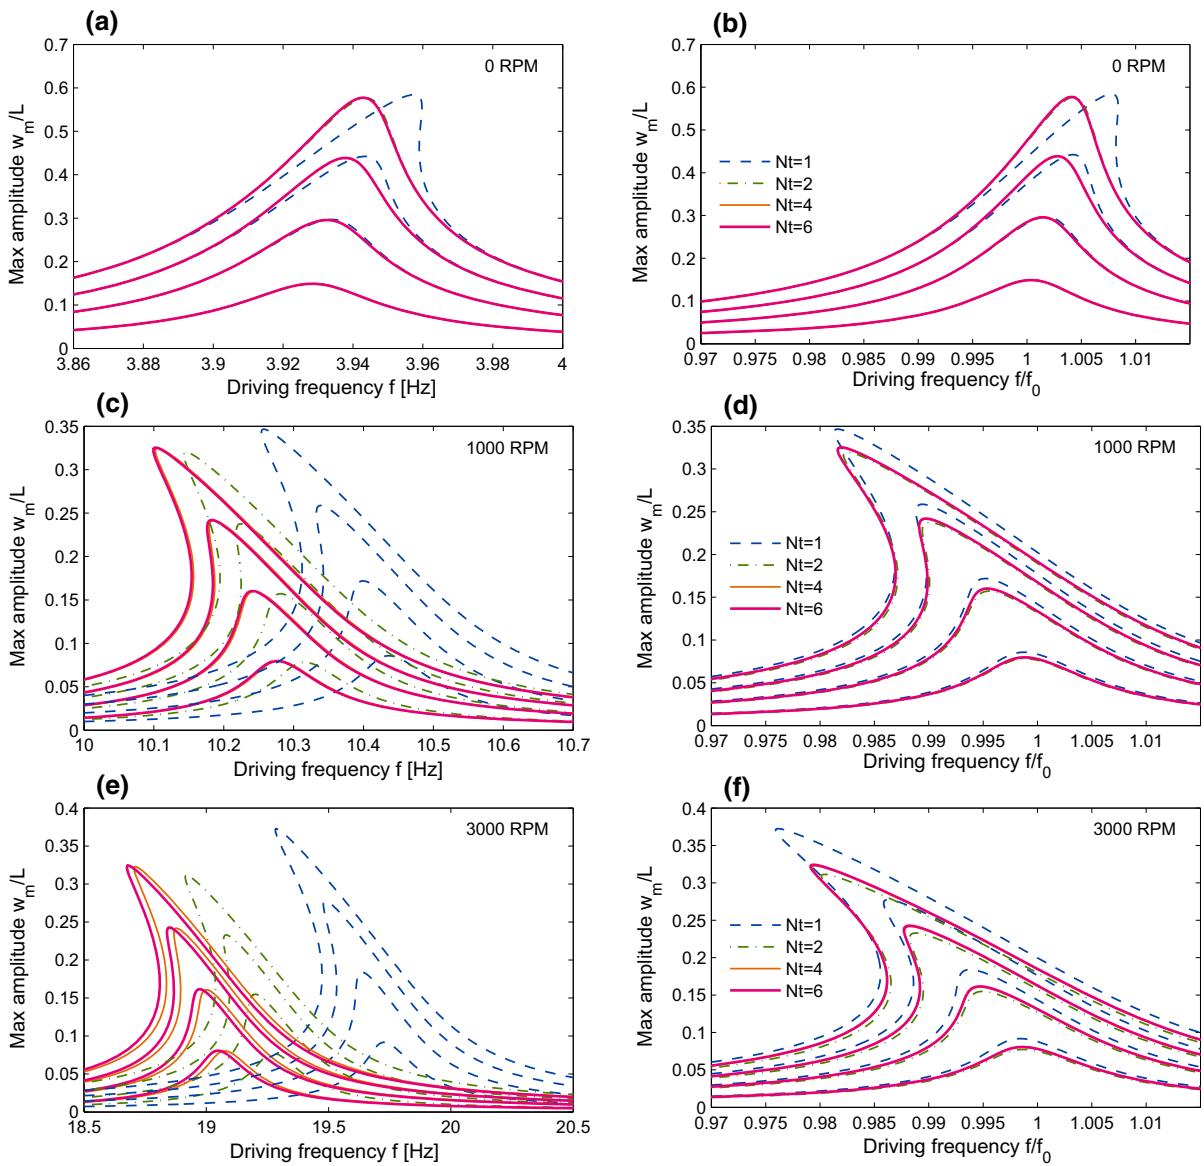 (a)
0 RPM
Max amplitude w_m/L
0.7
0.6
0.5
0.4
0.3
0.2
0.1
0
3.86 3.88 3.9 3.92 3.94 3.96 3.98 4
Driving frequency f [Hz]
(b)
0 RPM
Max amplitude w_m/L
0.7
0.6
0.5
0.4
0.3
0.2
0.1
0
Nt=1
Nt=2
Nt=4
Nt=6
0.97 0.975 0.98 0.985 0.99 0.995 1 1.005 1.01
Driving frequency f/f_0
(c)
1000 RPM
Max amplitude w_m/L
0.35
0.3
0.25
0.2
0.15
0.1
0.05
0
10 10.1 10.2 10.3 10.4 10.5 10.6 10.7
Driving frequency f [Hz]
(d)
1000 RPM
Max amplitude w_m/L
0.35
0.3
0.25
0.2
0.15
0.1
0.05
0
Nt=1
Nt=2
Nt=4
Nt=6
0.97 0.975 0.98 0.985 0.99 0.995 1 1.005 1.01
Driving frequency f/f_0
(e)
3000 RPM
Max amplitude w_m/L
0.4
0.35
0.3
0.25
0.2
0.15
0.1
0.05
0
18.5 19 19.5 20 20.5
Driving frequency f [Hz]
(f)
3000 RPM
Max amplitude w_m/L
0.4
0.35
0.3
0.25
0.2
0.15
0.1
0.05
0
Nt=1
Nt=2
Nt=4
Nt=6
0.97 0.975 0.98 0.985 0.99 0.995 1 1.005 1.01
Driving frequency f/f_0